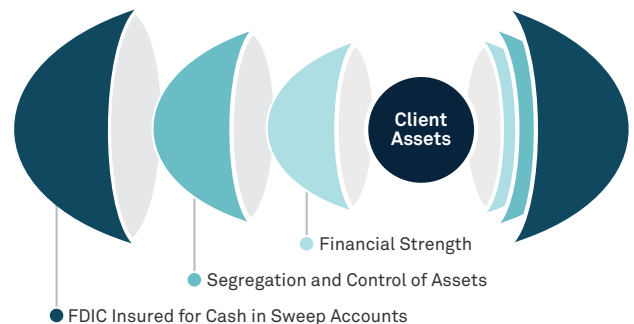 Client
Assets
Financial Strength
Segregation and Control of Assets
FDIC Insured for Cash in Sweep Accounts